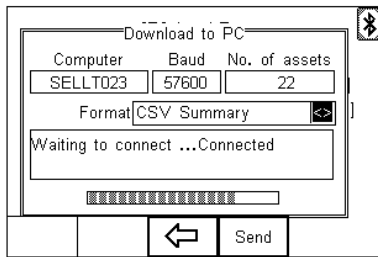 Download to PC
Computer Baud No. of assets
SELLT023 57600 22
Format CSV Summary <>
Waiting to connect ...Connected
Send